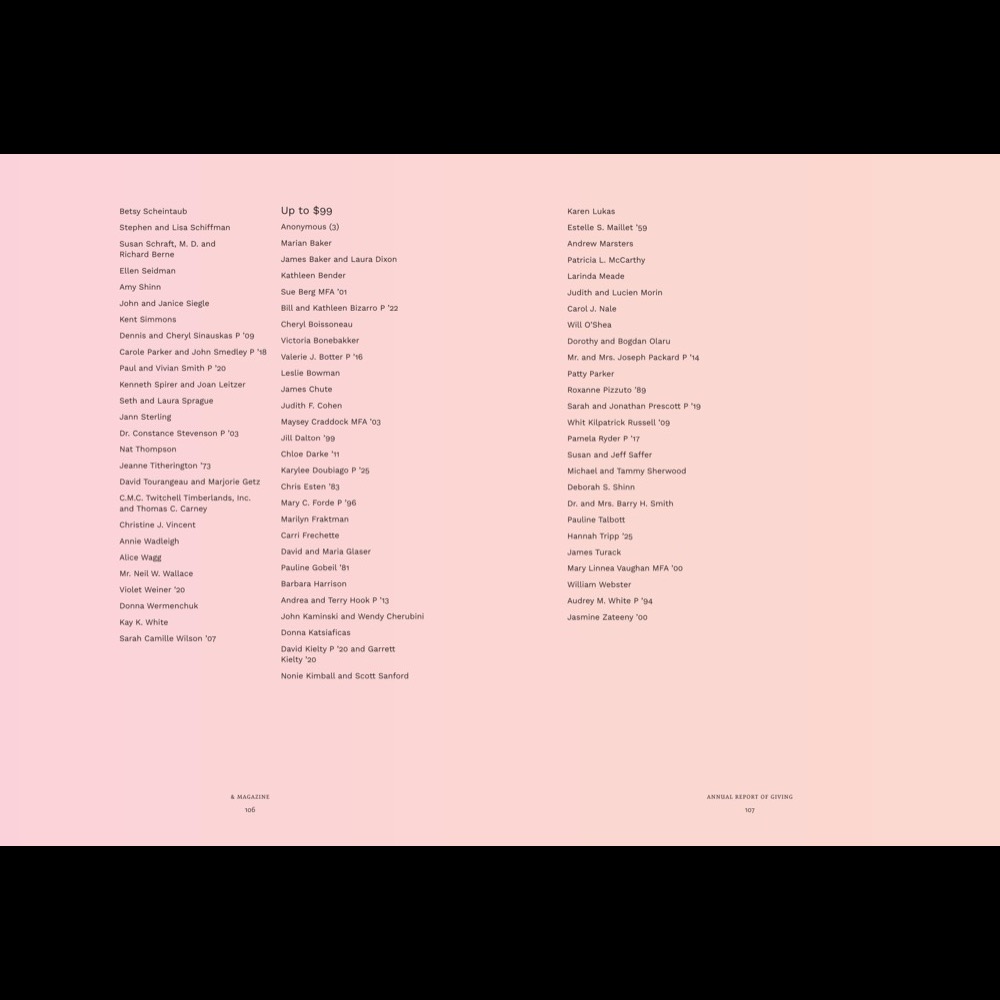 Betsy Scheintaub
Stephen and Lisa Schiffman
Susan Schraft, M. D. and
Richard Berne
Ellen Seidman
Amy Shinn
John and Janice Siegle
Kent Simmons
Dennis and Cheryl Sinauskas P '09
Carole Parker and John Smedley P '18
Paul and Vivian Smith P '20
Kenneth Spirer and Joan Leitzer
Seth and Laura Sprague
Jann Sterling
Dr. Constance Stevenson P '03
Nat Thompson
Jeanne Titherington '73
David Tourangeau and Marjorie Getz
C.M.C. Twitchell Timberlands, Inc.
and Thomas C. Carney
Christine J. Vincent
Annie Wadleigh
Alice Wagg
Mr. Neil W. Wallace
Violet Weiner '20
Donna Wermenchuk
Kay K. White
Sarah Camille Wilson '07
Up to $99
Anonymous (3)
Marian Baker
James Baker and Laura Dixon
Kathleen Bender
Sue Berg MFA '01
Bill and Kathleen Bizarro P '22
Cheryl Boissoneau
Victoria Bonebakker
Valerie J. Botter P '16
Leslie Bowman
James Chute
Judith F. Cohen
Maysey Craddock MFA '03
Jill Dalton '99
Chloe Darke '11
Karylee Doubiago P '25
Chris Esten '83
Mary C. Forde P '96
Marilyn Fraktman
Carri Frechette
David and Maria Glaser
Pauline Gobeil '81
Barbara Harrison
Andrea and Terry Hook P '13
John Kaminski and Wendy Cherubini
Donna Katsiaficas
David Kielty P '20 and Garrett
Kielty '20
Nonie Kimball and Scott Sanford
& MAGAZINE
106
Karen Lukas
Estelle S. Maillet '59
Andrew Marsters
Patricia L. McCarthy
Larinda Meade
Judith and Lucien Morin
Carol J. Nale
Will O'Shea
Dorothy and Bogdan Olaru
Mr. and Mrs. Joseph Packard P '14
Patty Parker
Roxanne Pizzuto '89
Sarah and Jonathan Prescott P '19
Whit Kilpatrick Russell '09
Pamela Ryder P '17
Susan and Jeff Saffer
Michael and Tammy Sherwood
Deborah S. Shinn
Dr. and Mrs. Barry H. Smith
Pauline Talbott
Hannah Tripp '25
James Turack
Mary Linnea Vaughan MFA '00
William Webster
Audrey M. White P '94
Jasmine Zateeny '00
ANNUAL REPORT OF GIVING
107